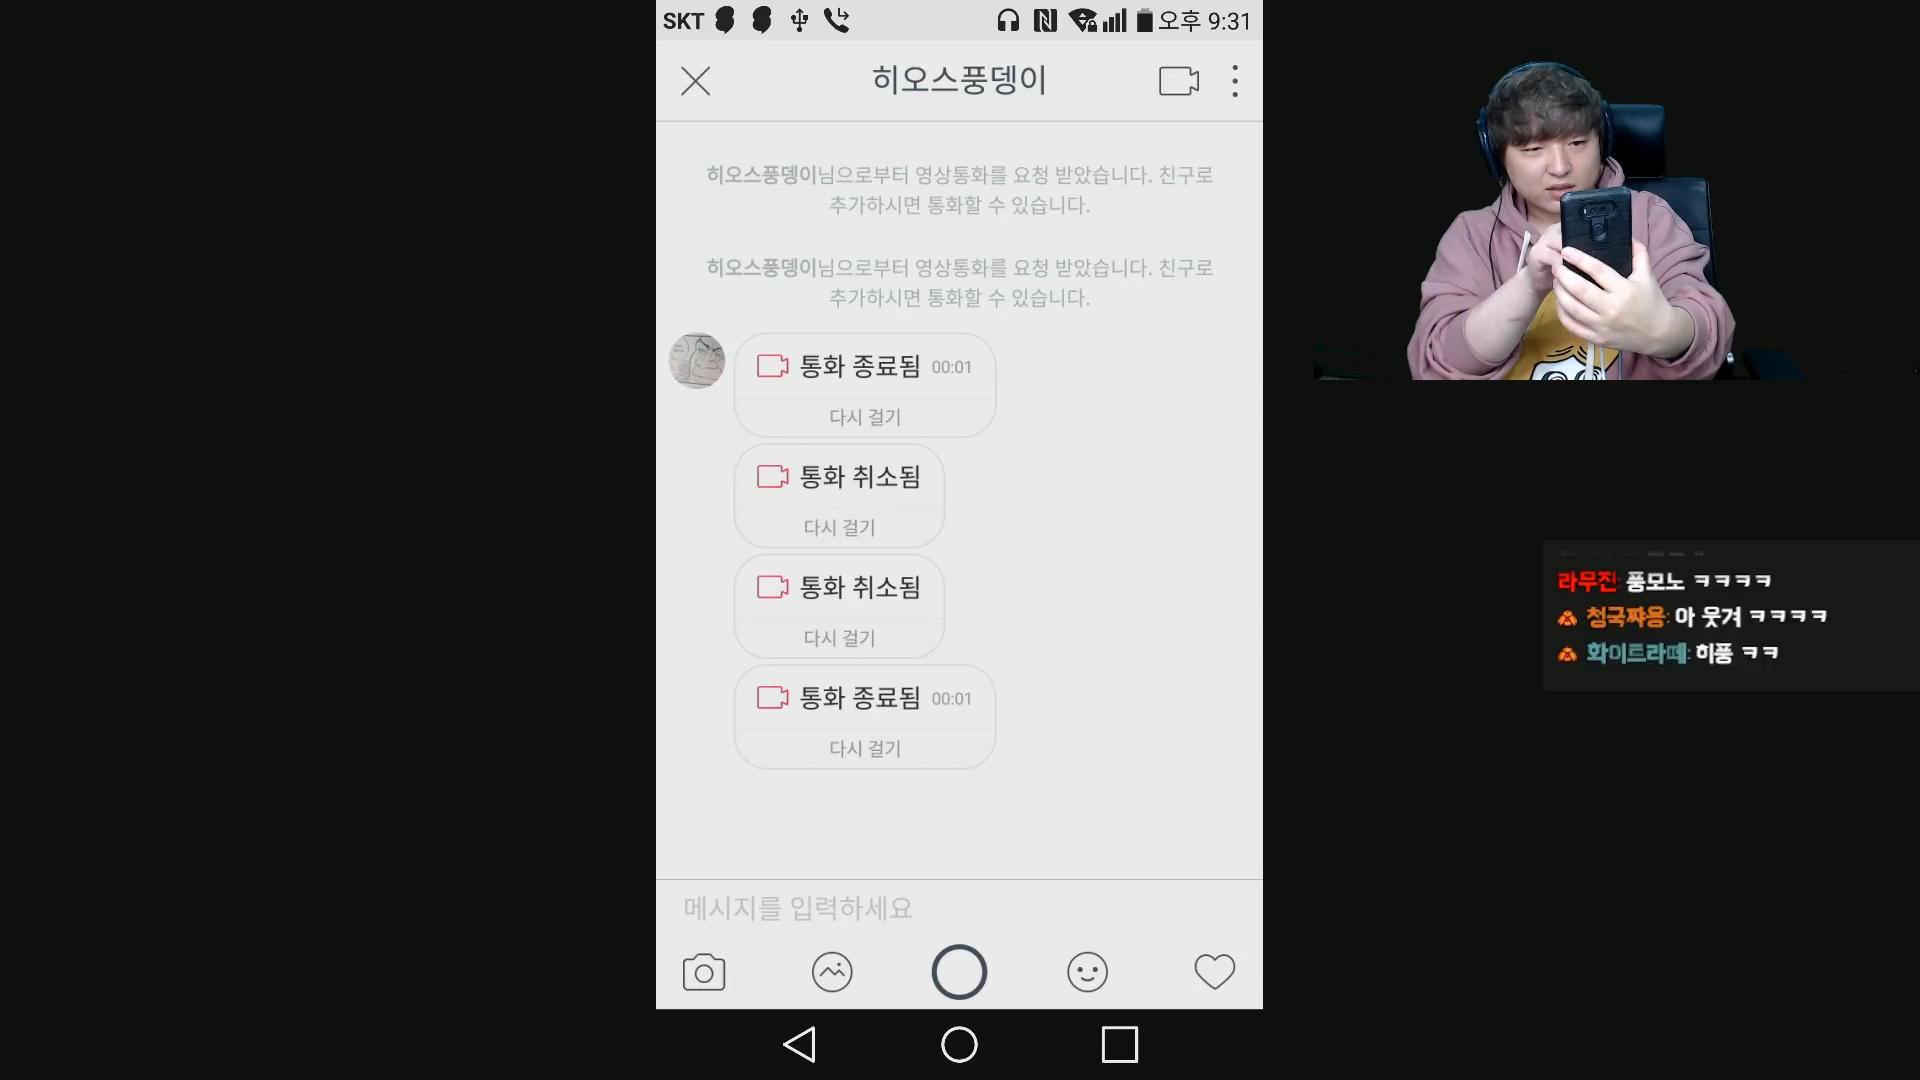 SKT
오후 9:31
히오스풍뎅이
히오스풍뎅이님으로부터 영상통화를 요청 받았습니다. 친구로
추가하시면 통화할 수 있습니다.
히오스풍뎅이님으로부터 영상통화를 요청 받았습니다. 친구로
추가하시면 통화할 수 있습니다.
통화 종료됨 00:01
다시 걸기
통화 취소됨
다시 걸기
통화 취소됨
다시 걸기
통화 종료됨 00:01
다시 걸기
메시지를 입력하세요
라무진: 풍모노 ㅋㅋㅋㅋ
청국쨔응: 아 웃겨 ㅋㅋㅋㅋ
화이트라떼: 히풍 ㅋㅋ